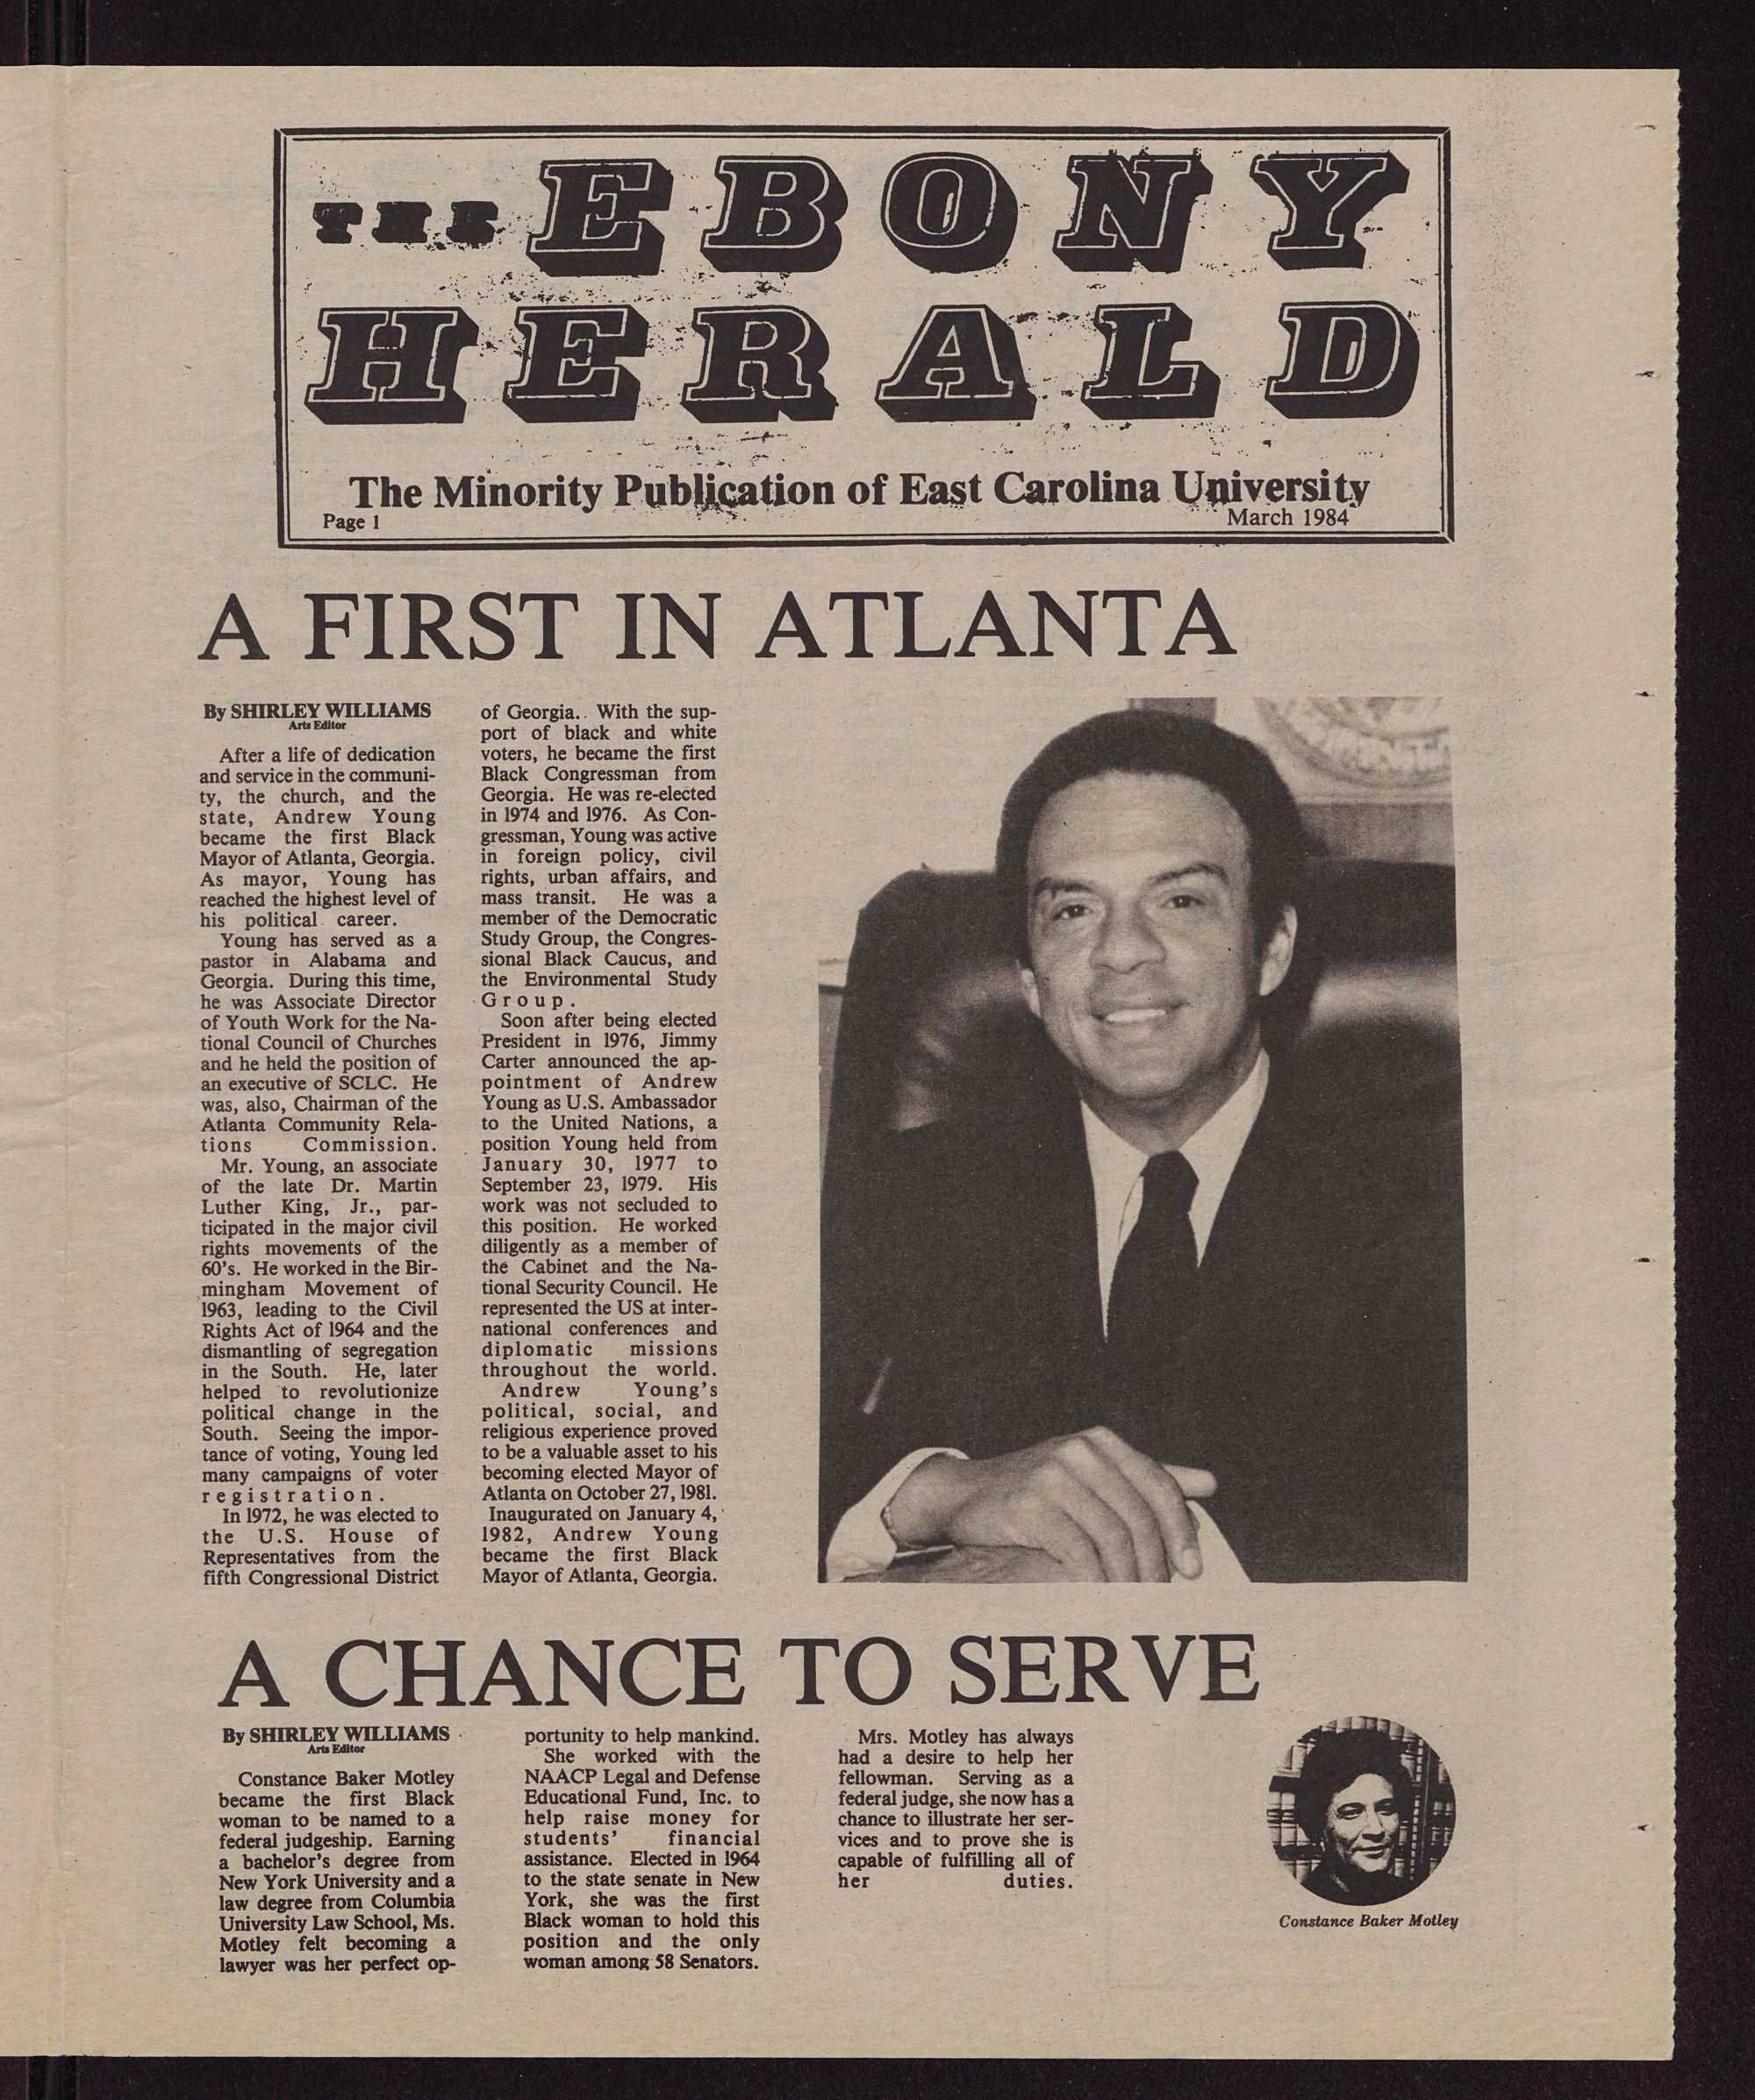 THE EBONY
HERALD
The Minority Publication of East Carolina University
Page 1
March 1984
A FIRST IN ATLANTA
By SHIRLEY WILLIAMS
Arts Editor
After a life of dedication
and service in the communi-
ty, the church, and the
state, Andrew Young
became the first Black
Mayor of Atlanta, Georgia.
As mayor, Young has
reached the highest level of
his political career.
Young has served as a
pastor in Alabama and
Georgia. During this time,
he was Associate Director
of Youth Work for the Na-
tional Council of Churches
and he held the position of
an executive of SCLC. He
was, also, Chairman of the
Atlanta Community Rela-
tions Commission.
Mr. Young, an associate
of the late Dr. Martin
Luther King, Jr., par-
ticipated in the major civil
rights movements of the
60's. He worked in the Bir-
mingham Movement of
1963, leading to the Civil
Rights Act of 1964 and the
dismantling of segregation
in the South. He, later
helped to revolutionize
political change in the
South. Seeing the impor-
tance of voting, Young led
many campaigns of voter
registration.
In 1972, he was elected to
the U.S. House of
Representatives from the
fifth Congressional District
of Georgia. With the sup-
port of black and white
voters, he became the first
Black Congressman from
Georgia. He was re-elected
in 1974 and 1976. As Con-
gressman, Young was active
in foreign policy, civil
rights, urban affairs, and
mass transit. He was a
member of the Democratic
Study Group, the Congres-
sional Black Caucus, and
the Environmental Study
Group.
Soon after being elected
President in 1976, Jimmy
Carter announced the ap-
pointment of Andrew
Young as U.S. Ambassador
to the United Nations, a
position Young held from
January 30, 1977 to
September 23, 1979. His
work was not secluded to
this position. He worked
diligently as a member of
the Cabinet and the Na-
tional Security Council. He
represented the US at inter-
national conferences and
diplomatic missions
throughout the world.
Andrew Young's
political, social, and
religious experience proved
to be a valuable asset to his
becoming elected Mayor of
Atlanta on October 27, 1981.
Inaugurated on January 4,
1982, Andrew Young
became the first Black
Mayor of Atlanta, Georgia.
A CHANCE TO SERVE
By SHIRLEY WILLIAMS
Arts Editor
Constance Baker Motley
became the first Black
woman to be named to a
federal judgeship. Earning
a bachelor's degree from
New York University and a
law degree from Columbia
University Law School, Ms.
Motley felt becoming a
lawyer was her perfect op-
portunity to help mankind.
She worked with the
NAACP Legal and Defense
Educational Fund, Inc. to
help raise money for
students' financial
assistance. Elected in 1964
to the state senate in New
York, she was the first
Black woman to hold this
position and the only
woman among 58 Senators.
Mrs. Motley has always
had a desire to help her
fellowman. Serving as a
federal judge, she now has a
chance to illustrate her ser-
vices and to prove she is
capable of fulfilling all of
her duties.
Constance Baker Motley